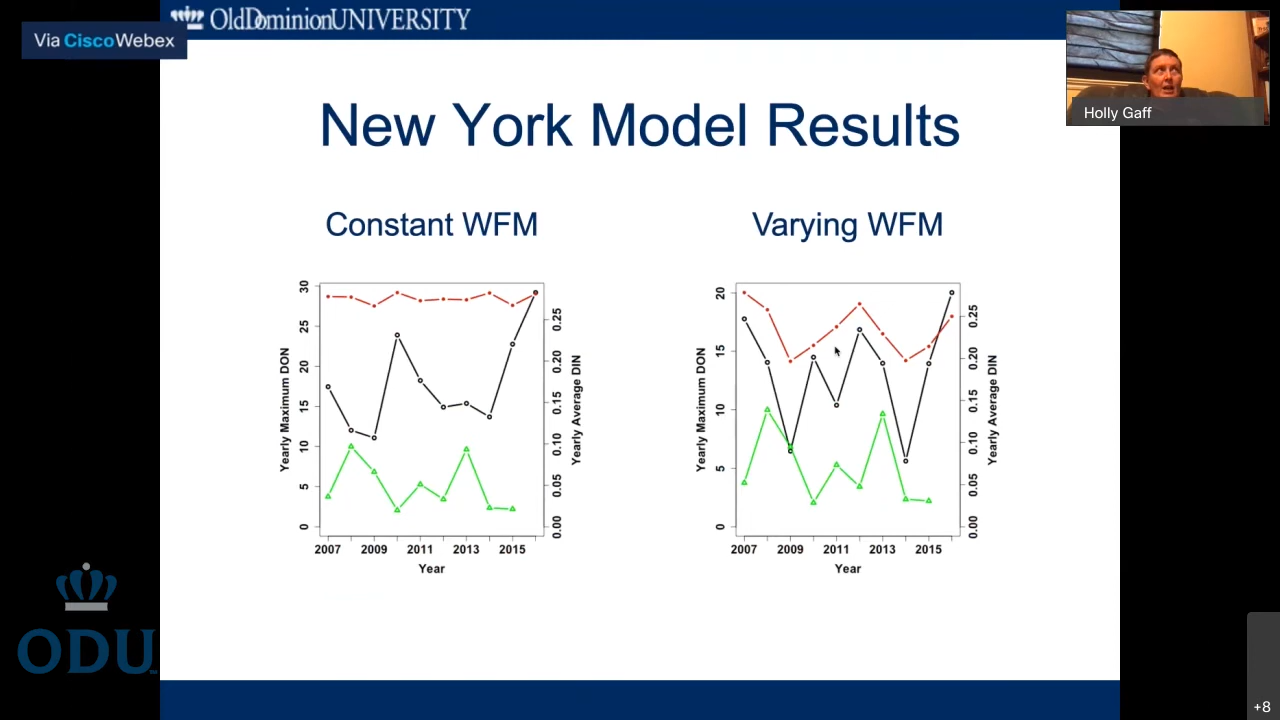 OldDominionUNIVERSITY
Via CiscoWebex
Holly Gaff
New York Model Results
Constant WFM
Varying WFM
Yearly Maximum DON
30
25
20
15
10
5
0
0.25
0.20
0.15
0.10
0.05
0.00
Yearly Average DIN
2007 2009 2011 2013 2015
Year
Yearly Maximum DON
20
15
10
5
0
0.25
0.20
0.15
0.10
0.05
0.00
Yearly Average DIN
2007 2009 2011 2013 2015
Year
ODU
+8